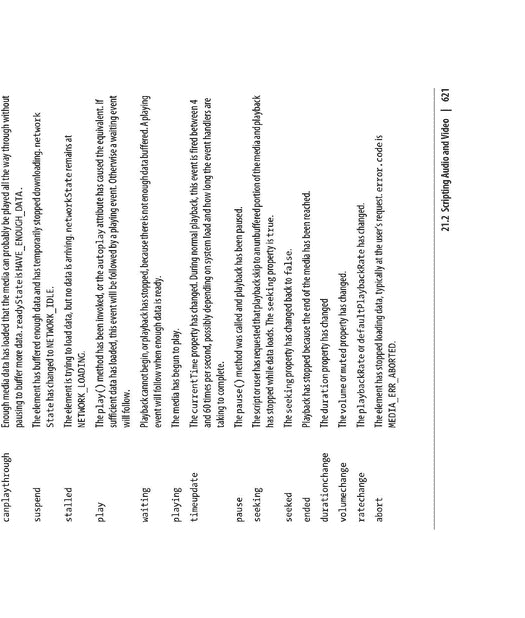 canplaythrough Enough media data has loaded that the media can probably be played all the way through without
pausing to buffer more data. readyState is HAVE_ENOUGH_DATA.
suspend The element has buffered enough data and has temporarily stopped downloading. network
State has changed to NETWORK_IDLE.
stalled The element is trying to load data, but no data is arriving. networkState remains at
NETWORK_LOADING.
play The play() method has been invoked, or the autoplay attribute has caused the equivalent. If
sufficient data has loaded, this event will be followed by a playing event. Otherwise a waiting event
will follow.
waiting Playback cannot begin, or playback has stopped, because there is not enough data buffered. A playing
event will follow when enough data is ready.
playing The media has begun to play.
timeupdate The currentTime property has changed. During normal playback, this event is fired between 4
and 60 times per second, possibly depending on system load and how long the event handlers are
taking to complete.
pause The pause() method was called and playback has been paused.
seeking The script or user has requested that playback skip to an unbuffered portion of the media and playback
has stopped while data loads. The seeking property is true.
seeked The seeking property has changed back to false.
ended Playback has stopped because the end of the media has been reached.
durationchange The duration property has changed
volumechange The volume or muted property has changed.
ratechange The playbackRate or defaultPlaybackRate has changed.
abort The element has stopped loading data, typically at the user's request. error.code is
MEDIA_ERR_ABORTED.
21.2 Scripting Audio and Video | 621